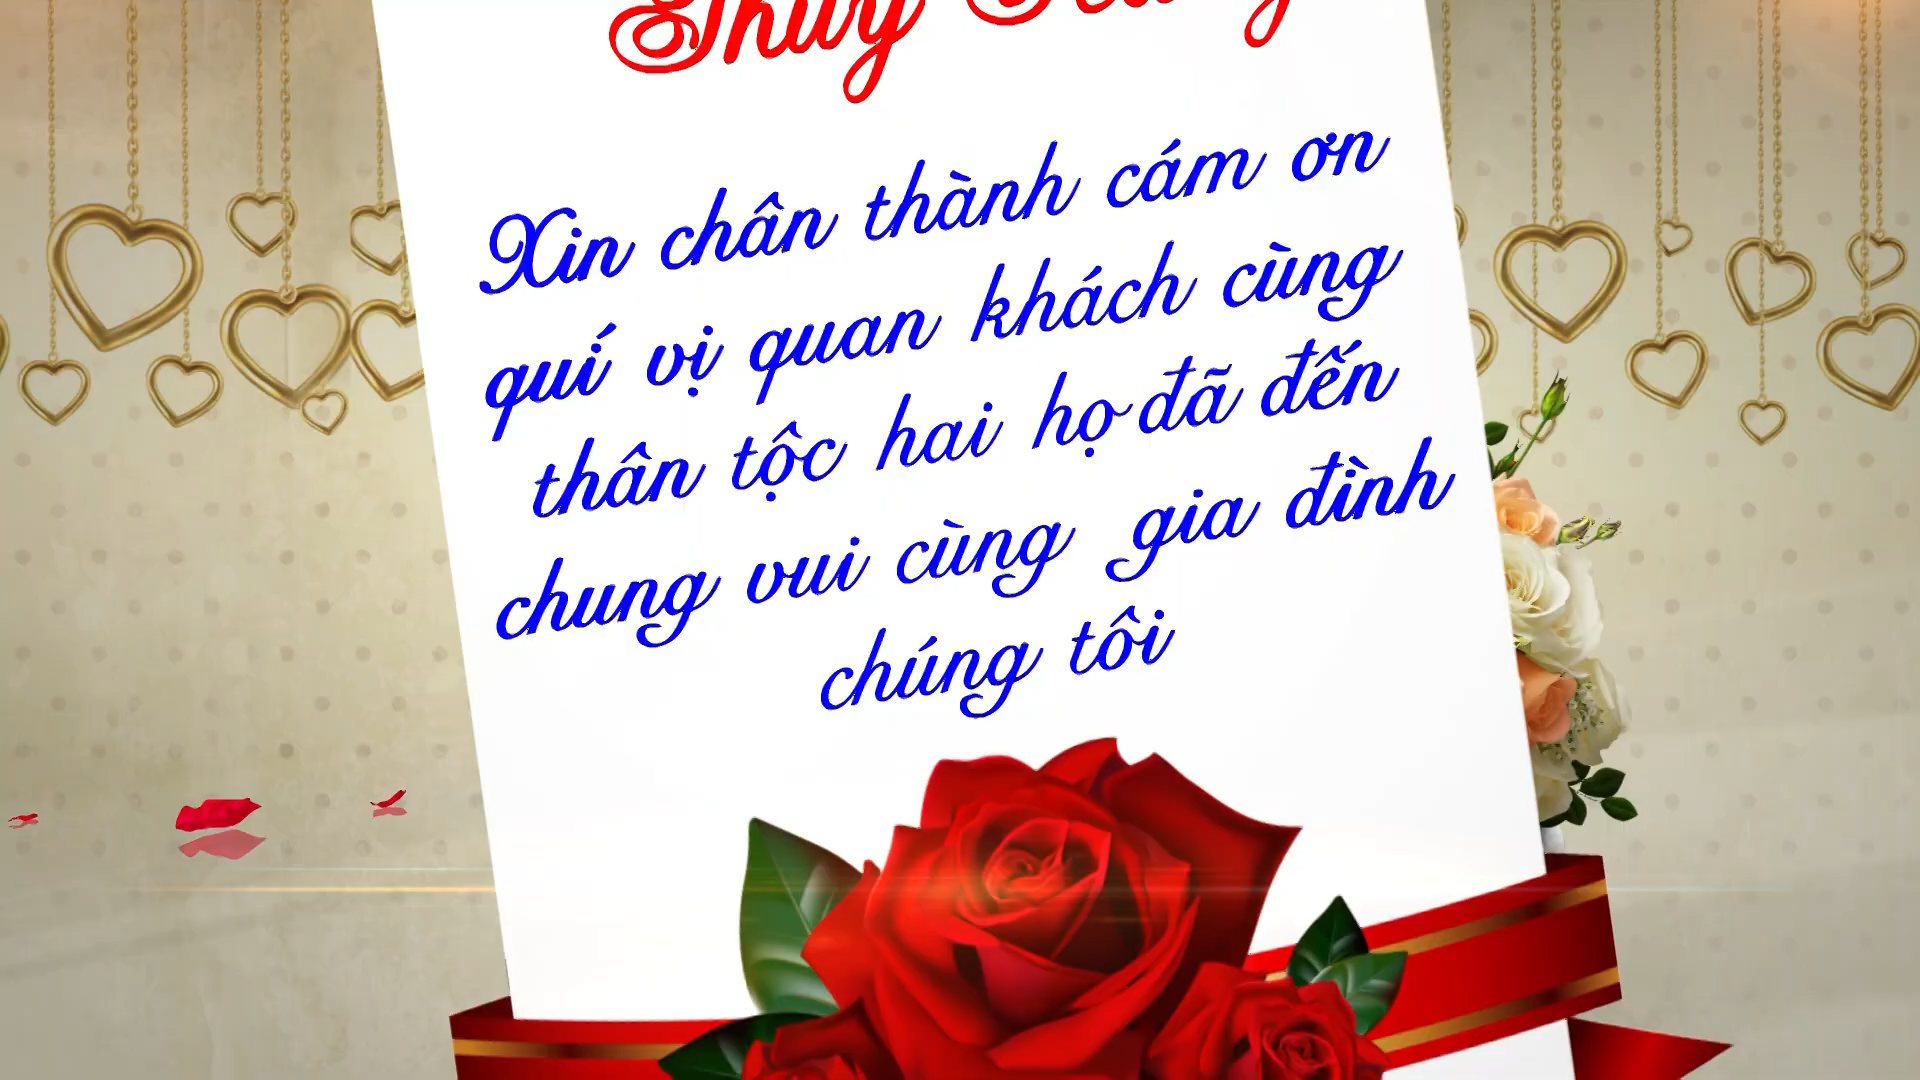 Thuý
Xin chân thành cám ơn
quí vị quan khách cùng
thân tộc hai họ đã đến
chung vui cùng gia đình
chúng tôi